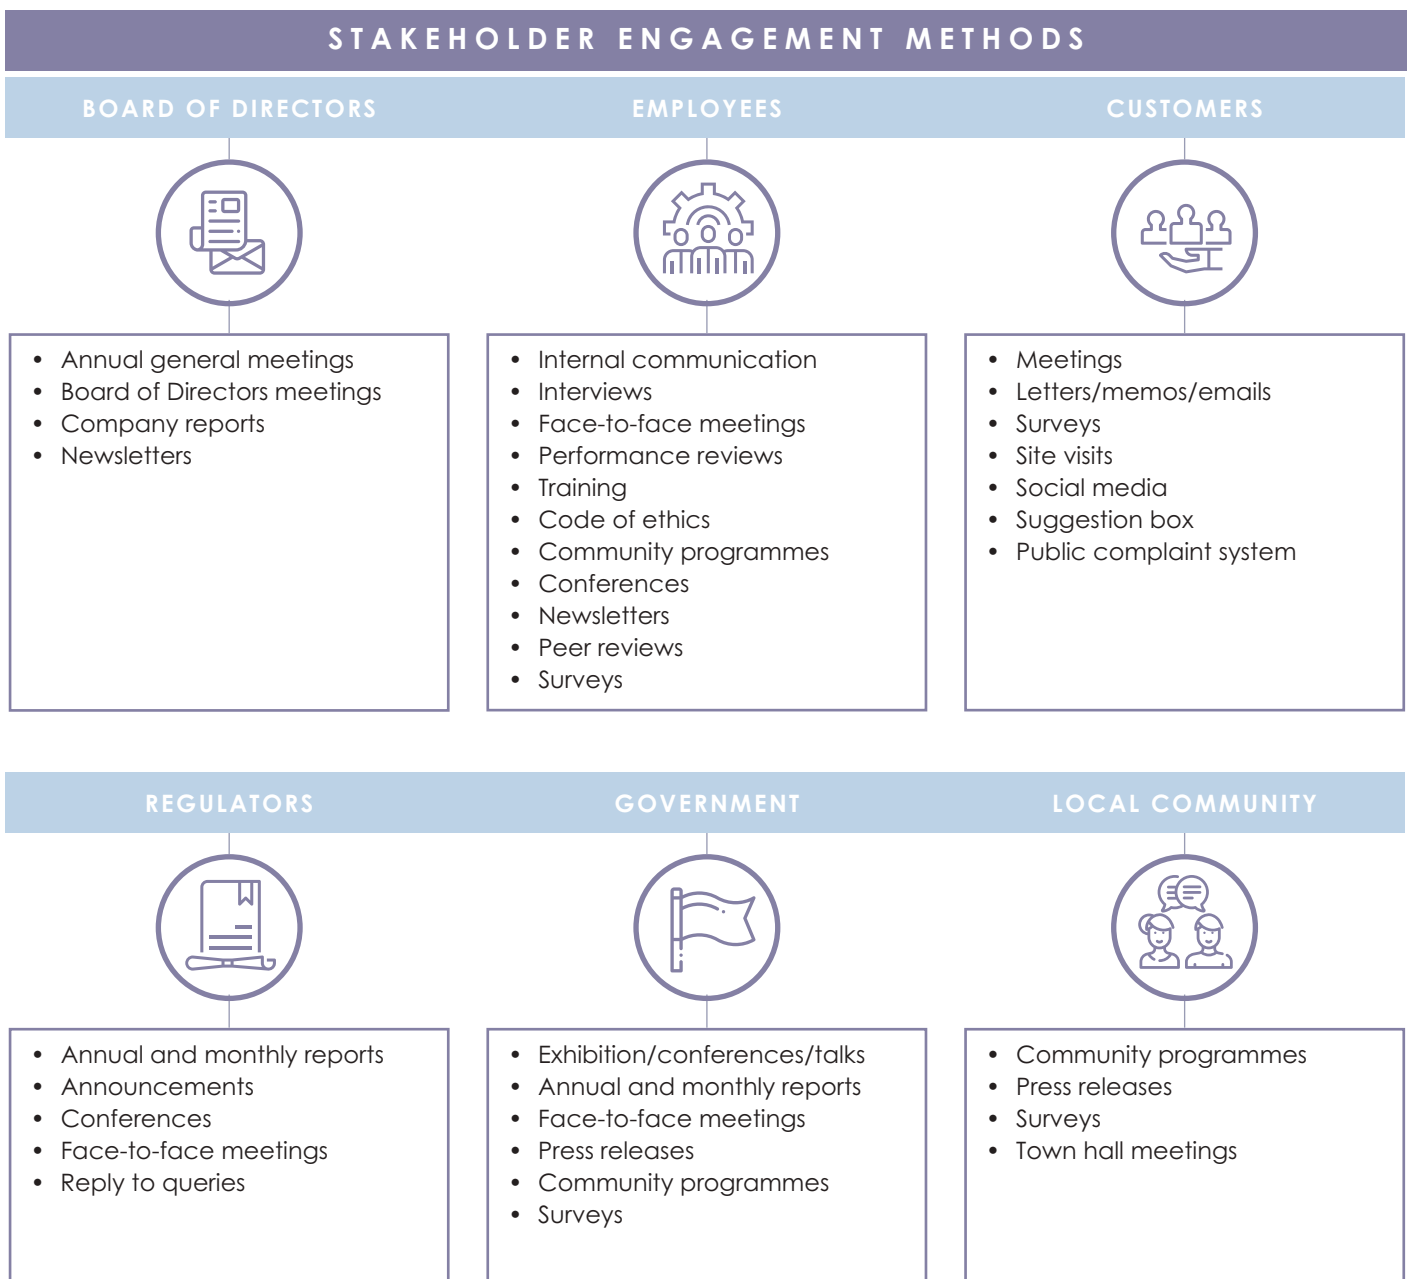 STAKEHOLDER ENGAGEMENT METHODS
BOARD OF DIRECTORS
• Annual general meetings
• Board of Directors meetings
• Company reports
• Newsletters
EMPLOYEES
• Internal communication
• Interviews
• Face-to-face meetings
• Performance reviews
• Training
• Code of ethics
• Community programmes
• Conferences
• Newsletters
• Peer reviews
• Surveys
CUSTOMERS
• Meetings
• Letters/memos/emails
• Surveys
• Site visits
• Social media
• Suggestion box
• Public complaint system
REGULATORS
• Annual and monthly reports
• Announcements
• Conferences
• Face-to-face meetings
• Reply to queries
GOVERNMENT
• Exhibition/conferences/talks
• Annual and monthly reports
• Face-to-face meetings
• Press releases
• Community programmes
• Surveys
LOCAL COMMUNITY
• Community programmes
• Press releases
• Surveys
• Town hall meetings